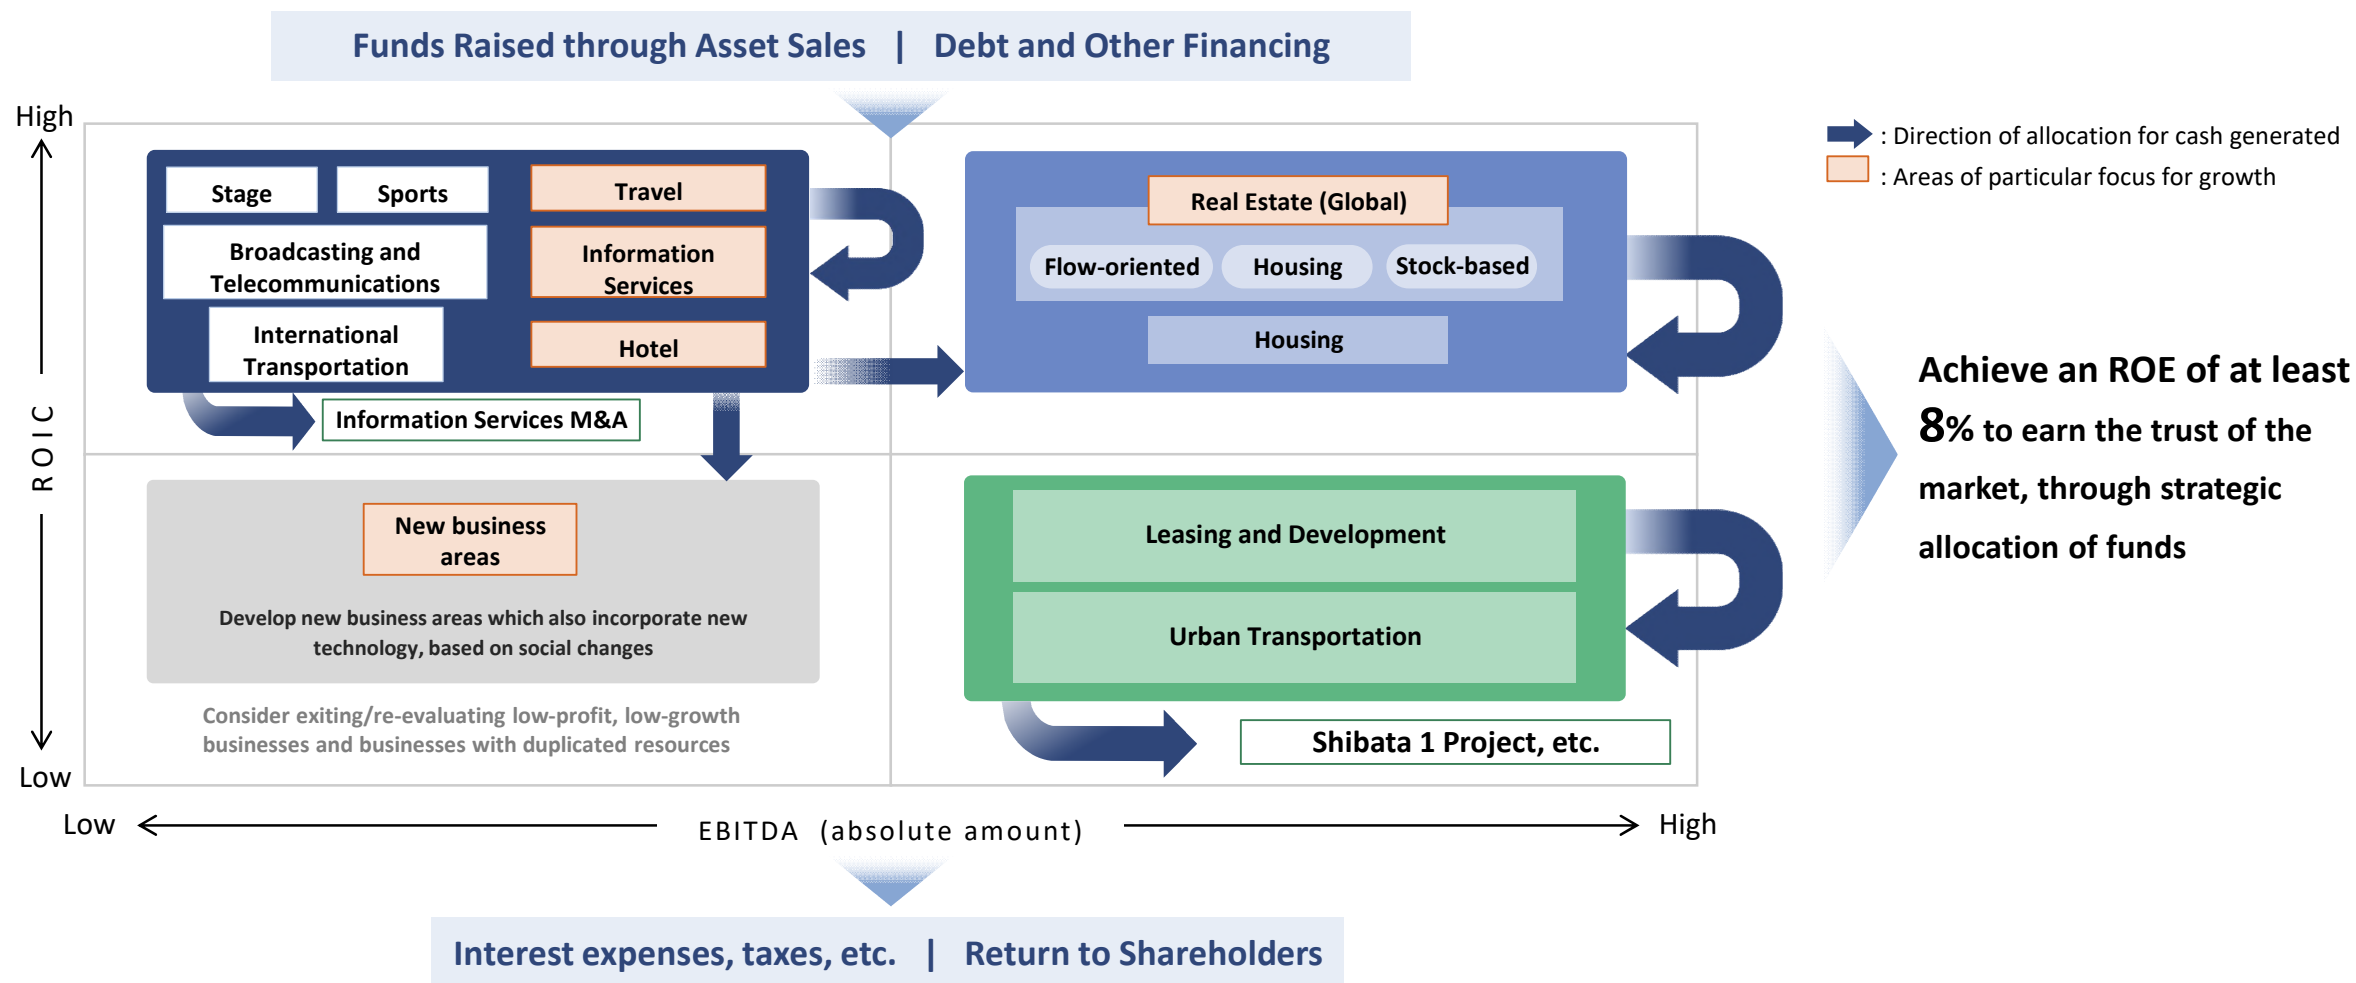 Funds Raised through Asset Sales | Debt and Other Financing
High
ROIC
Low
Stage
Sports
Travel
Broadcasting and
Telecommunications
Information
Services
International
Transportation
Hotel
Information Services M&A
Real Estate (Global)
Flow-oriented
Housing
Stock-based
Housing
: Direction of allocation for cash generated
: Areas of particular focus for growth
Achieve an ROE of at least
8% to earn the trust of the
market, through strategic
allocation of funds
New business
areas
Develop new business areas which also incorporate new
technology, based on social changes
Consider exiting/re-evaluating low-profit, low-growth
businesses and businesses with duplicated resources
Leasing and Development
Urban Transportation
Shibata 1 Project, etc.
Low
EBITDA (absolute amount)
High
Interest expenses, taxes, etc. | Return to Shareholders